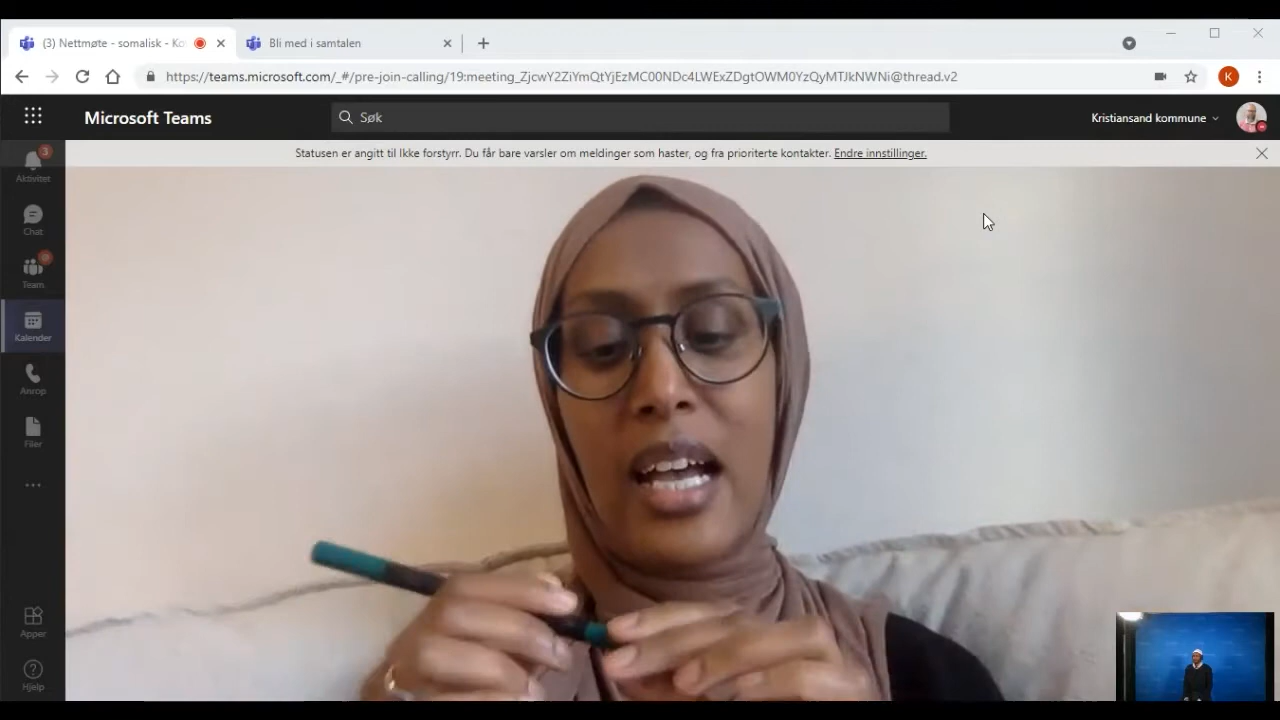 (3) Nettmøte - somalisk - Ko
Bli med i samtalen
https://teams.microsoft.com/_#/pre-join-calling/19:meeting_ZjcwY2ZiYmQtYjEzMC00NDc4LWExZDgtOWM0YzQyMTJkNWNi@thread.v2
K
Microsoft Teams
Søk
Kristiansand kommune
Statusen er angitt til Ikke forstyrr. Du får bare varsler om meldinger som haster, og fra prioriterte kontakter. Endre innstillinger.
3
Aktivitet
Chat
Team
Kalender
Anrop
Filer
Apper
Hjelp